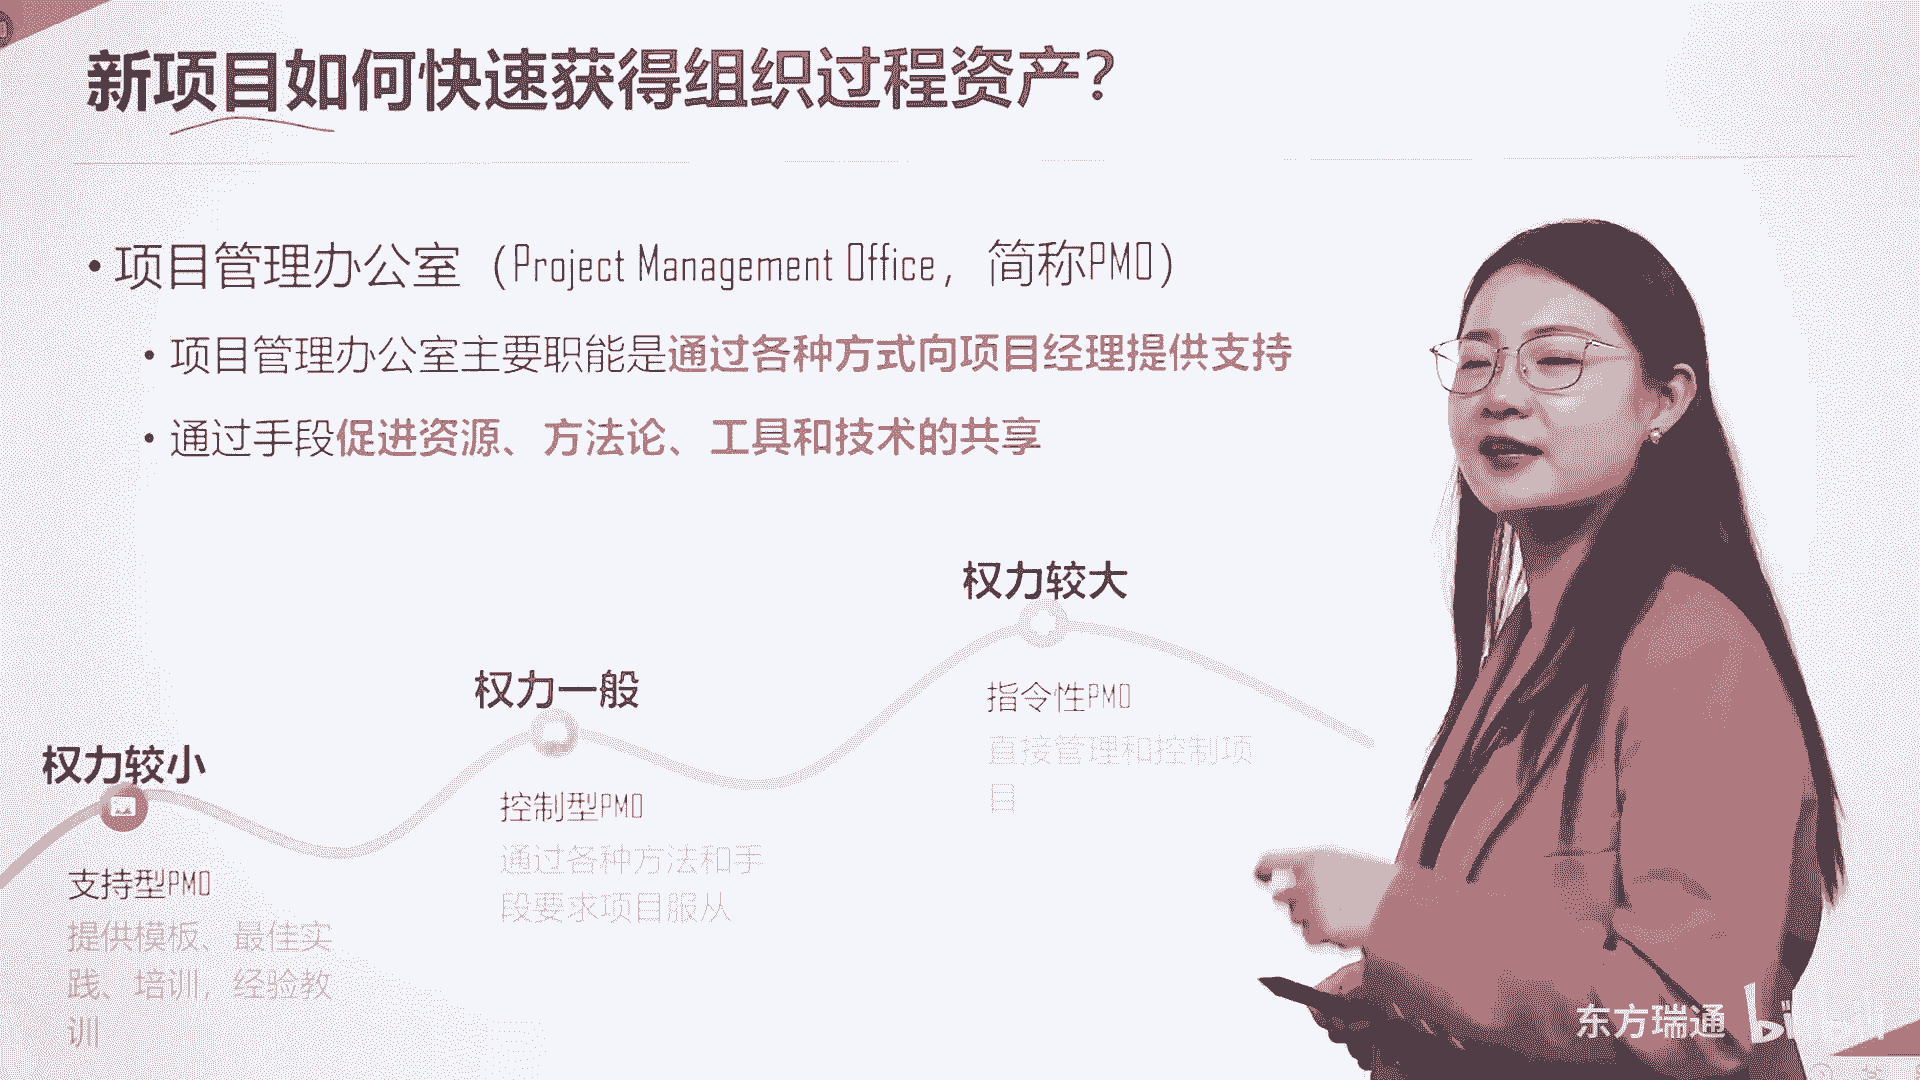 新项目如何快速获得组织过程资产？
• 项目管理办公室（Project Management Office，简称PMO）
• 项目管理办公室主要职能是通过各种方式向项目经理提供支持
• 通过手段促进资源、方法论、工具和技术的共享
权力较小
支持型PMO
提供模板、最佳实
践、培训，经验教
训
权力一般
控制型PMO
通过各种方法和手
段要求项目服从
权力较大
指令性PMO
直接管理和控制项
目
东方瑞通